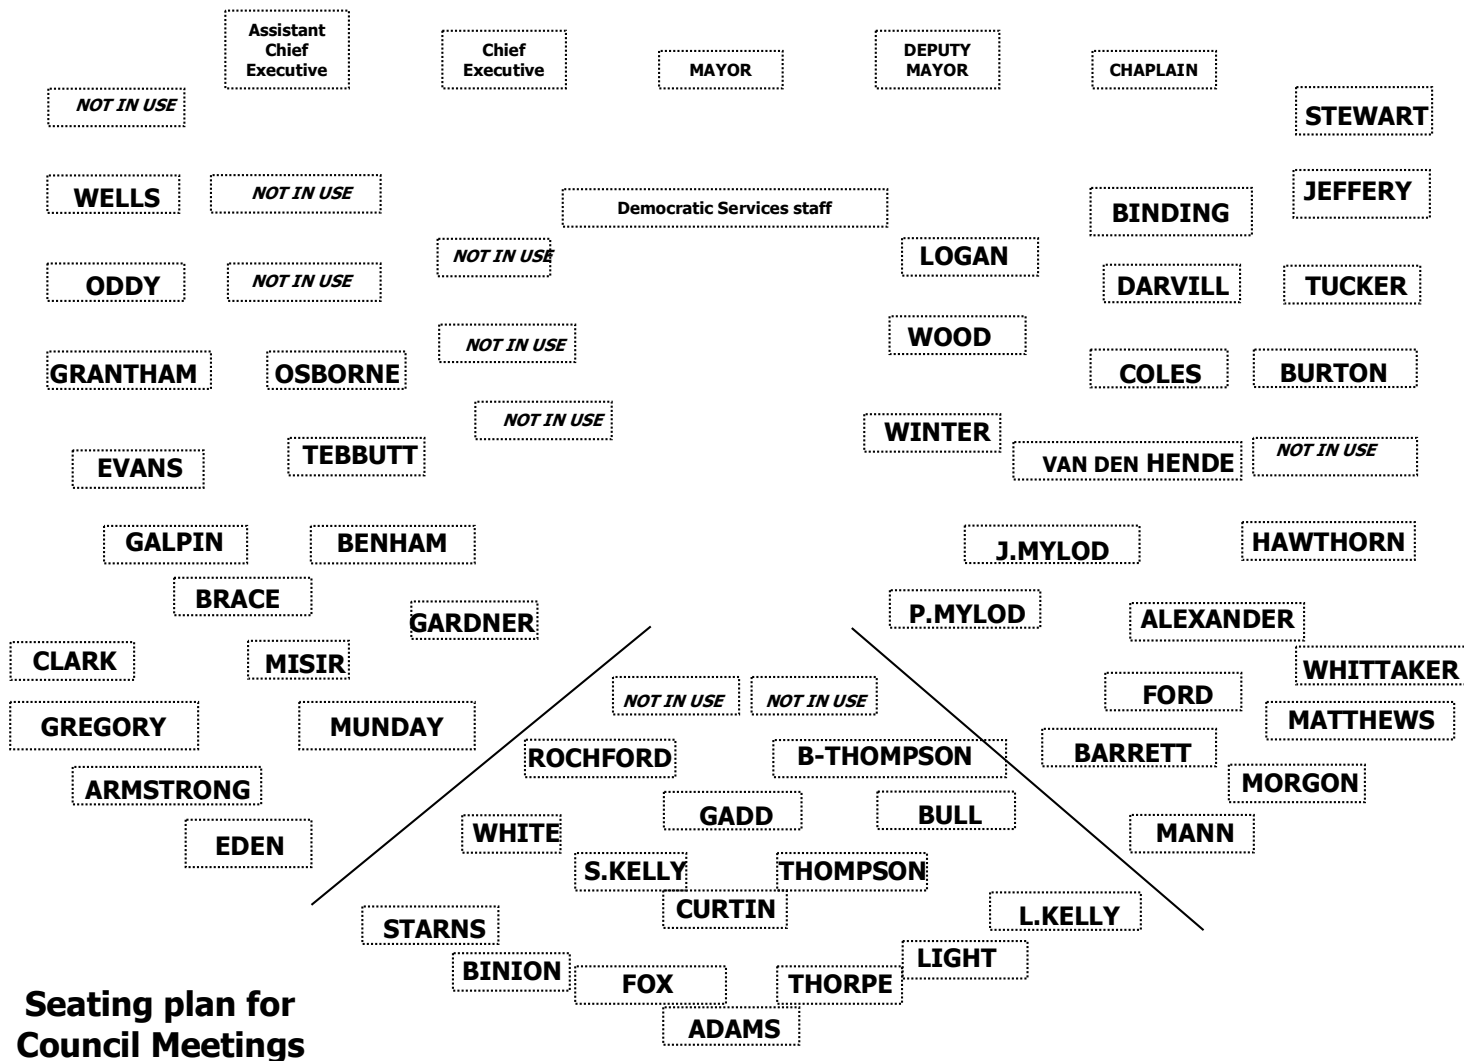 Assistant
Chief
Executive
Chief
Executive
MAYOR
DEPUTY
MAYOR
CHAPLAIN
NOT IN USE
STEWART
WELLS
NOT IN USE
Democratic Services staff
BINDING
JEFFERY
NOT IN USE
LOGAN
ODDY
NOT IN USE
DARVILL
TUCKER
NOT IN USE
WOOD
GRANTHAM
OSBORNE
COLES
BURTON
NOT IN USE
WINTER
EVANS
TEBBUTT
VAN DEN HENDE
NOT IN USE
GALPIN
BENHAM
J.MYLOD
HAWTHORN
BRACE
GARDNER
P.MYLOD
ALEXANDER
CLARK
MISIR
WHITTAKER
NOT IN USE
NOT IN USE
FORD
GREGORY
MUNDAY
MATTHEWS
ROCHFORD
B-THOMPSON
BARRETT
ARMSTRONG
MORGON
GADD
BULL
EDEN
WHITE
MANN
S.KELLY
THOMPSON
CURTIN
L.KELLY
STARNS
LIGHT
BINION
FOX
THORPE
ADAMS
Seating plan for
Council Meetings